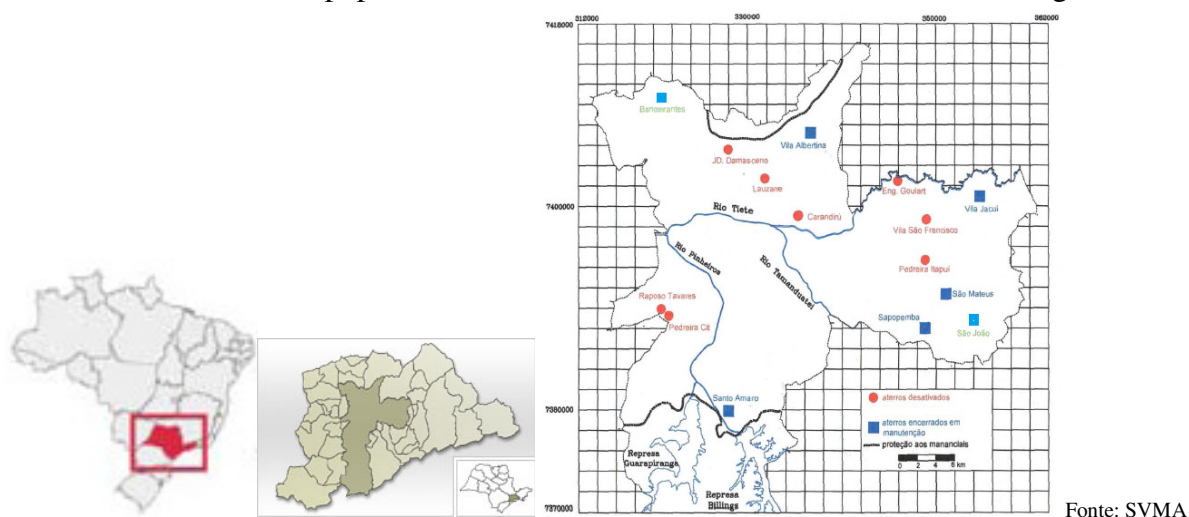 312000 330000 350000 362000
7418000
Bandeirantes
Vila Albertina
JD. Damasceno
Lauzane
Eng. Goulart
Vila Jacuí
7400000
Carandirú
Rio Tiete
Vila São Francisco
Rio Pinheiros
Rio Tamanduateí
Pedreira Itapuí
São Mateus
Raposo Tavares
Pedreira Cit
Sapopemba
São João
Santo Amaro
7380000
aterros desativados
aterros encerrados em
manutenção
proteção aos mananciais
0 2 4 6 km
Represa
Guarapiranga
Represa
Billings
7370000
Fonte: SVMA